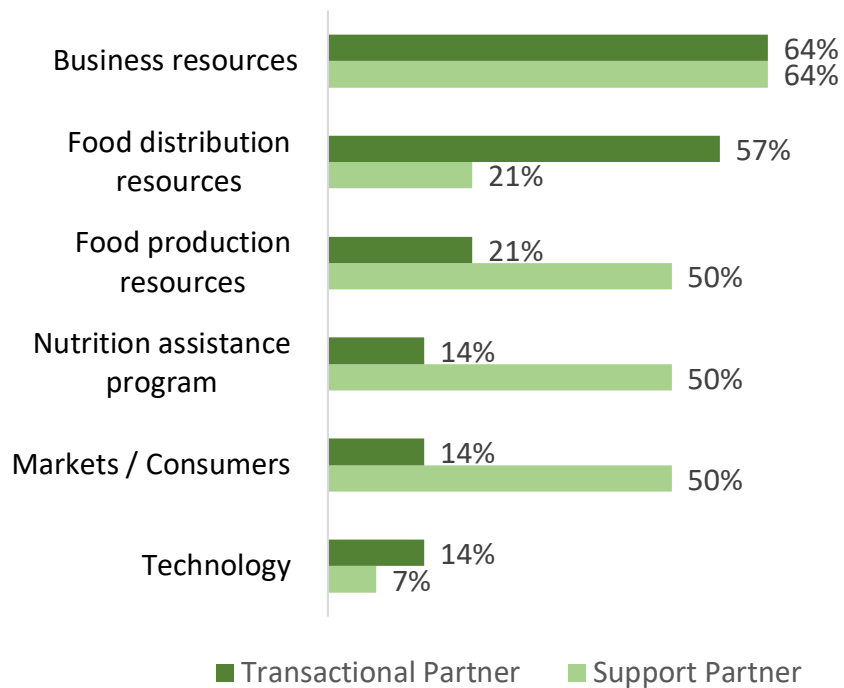 Business resources
64%
64%
Food distribution
resources
57%
21%
Food production
resources
21%
50%
Nutrition assistance
program
14%
50%
Markets / Consumers
14%
50%
Technology
14%
7%
Transactional Partner
Support Partner